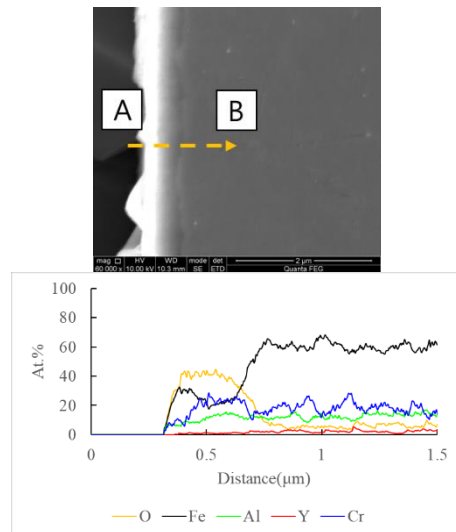 A
B
mag □ HV WD mode det
60 000 x 10.00 kV 10.3 mm SE ETD
2 µm
Quanta FEG
100
80
60
40
20
0
At.%
0 0.5 1 1.5
Distance(µm)
O Fe Al Y Cr